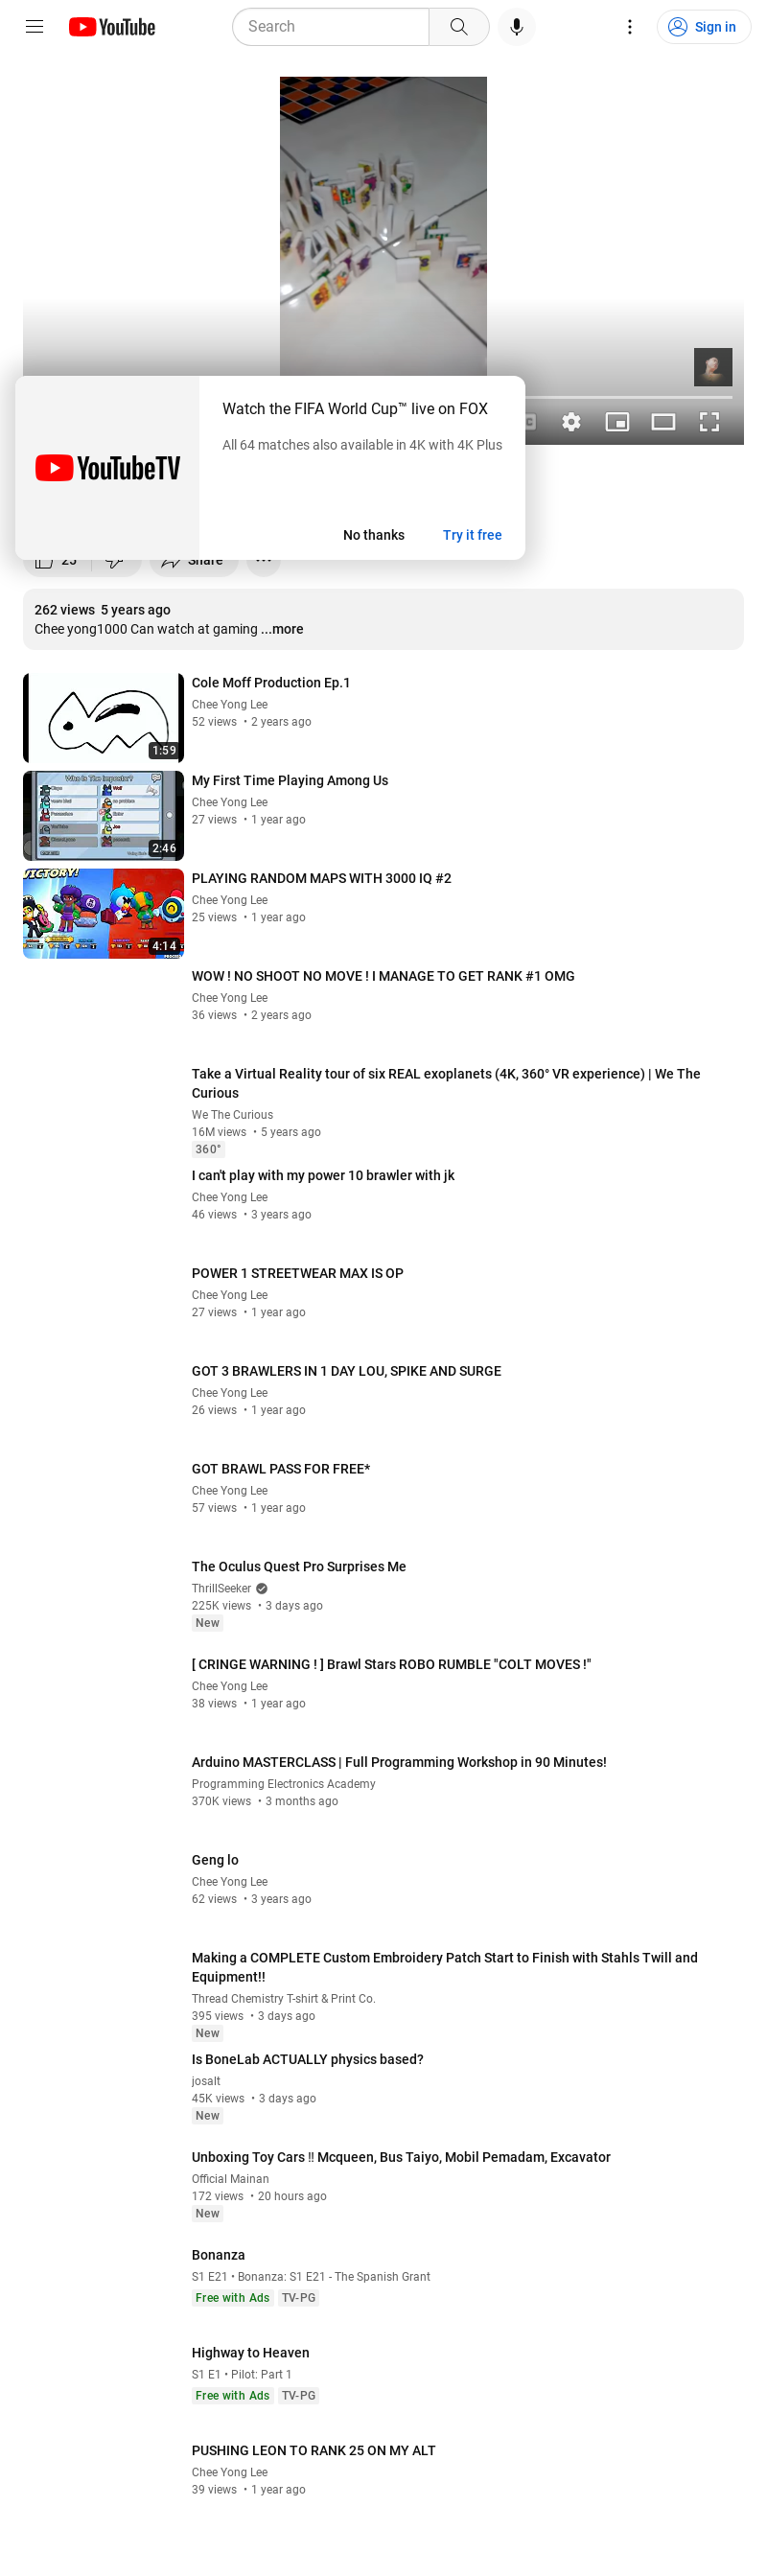 YouTube
Search
Sign in
Watch the FIFA World Cup™ live on FOX
All 64 matches also available in 4K with 4K Plus
YouTubeTV
No thanks
Try it free
25
Share
262 views 5 years ago
Chee yong1000 Can watch at gaming ...more
Cole Moff Production Ep.1
Chee Yong Lee
52 views • 2 years ago
1:59
My First Time Playing Among Us
Chee Yong Lee
27 views • 1 year ago
Who Is The Impostor?
2:46
PLAYING RANDOM MAPS WITH 3000 IQ #2
Chee Yong Lee
25 views • 1 year ago
VICTORY!
4:14
WOW ! NO SHOOT NO MOVE ! I MANAGE TO GET RANK #1 OMG
Chee Yong Lee
36 views • 2 years ago
Take a Virtual Reality tour of six REAL exoplanets (4K, 360° VR experience) | We The
Curious
We The Curious
16M views • 5 years ago
360°
I can't play with my power 10 brawler with jk
Chee Yong Lee
46 views • 3 years ago
POWER 1 STREETWEAR MAX IS OP
Chee Yong Lee
27 views • 1 year ago
GOT 3 BRAWLERS IN 1 DAY LOU, SPIKE AND SURGE
Chee Yong Lee
26 views • 1 year ago
GOT BRAWL PASS FOR FREE*
Chee Yong Lee
57 views • 1 year ago
The Oculus Quest Pro Surprises Me
ThrillSeeker
225K views • 3 days ago
New
[ CRINGE WARNING ! ] Brawl Stars ROBO RUMBLE "COLT MOVES !"
Chee Yong Lee
38 views • 1 year ago
Arduino MASTERCLASS | Full Programming Workshop in 90 Minutes!
Programming Electronics Academy
370K views • 3 months ago
Geng lo
Chee Yong Lee
62 views • 3 years ago
Making a COMPLETE Custom Embroidery Patch Start to Finish with Stahls Twill and
Equipment!!
Thread Chemistry T-shirt & Print Co.
395 views • 3 days ago
New
Is BoneLab ACTUALLY physics based?
josalt
45K views • 3 days ago
New
Unboxing Toy Cars ‼ Mcqueen, Bus Taiyo, Mobil Pemadam, Excavator
Official Mainan
172 views • 20 hours ago
New
Bonanza
S1 E21 • Bonanza: S1 E21 - The Spanish Grant
Free with Ads TV-PG
Highway to Heaven
S1 E1 • Pilot: Part 1
Free with Ads TV-PG
PUSHING LEON TO RANK 25 ON MY ALT
Chee Yong Lee
39 views • 1 year ago